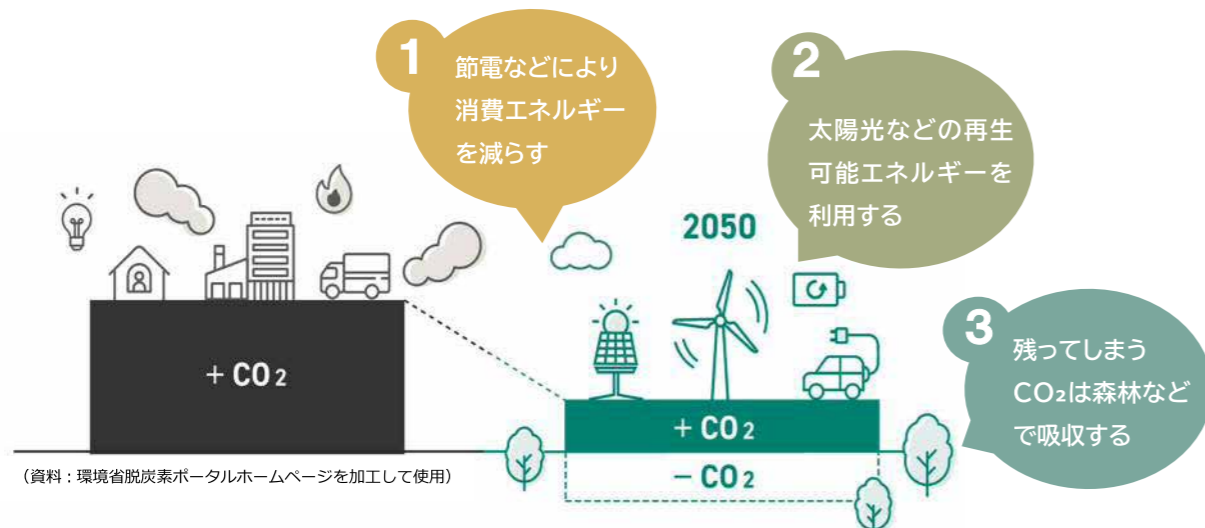 1
節電などにより
消費エネルギー
を減らす
2
太陽光などの再生
可能エネルギーを
利用する
2050
3
残ってしまう
CO₂は森林など
で吸収する
+ CO₂
+ CO₂
− CO₂
（資料：環境省脱炭素ポータルホームページを加工して使用）